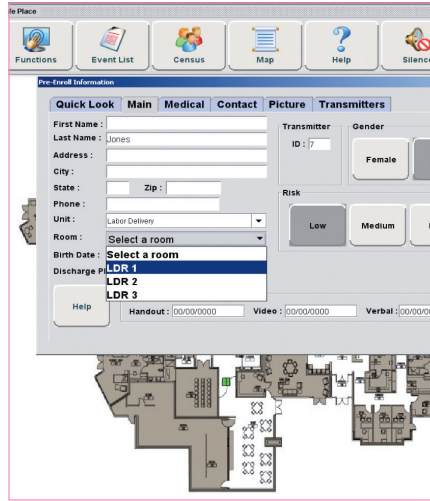 le Place
Functions Event List Census Map Help Silence
Pre-Enroll Information
Quick Look Main Medical Contact Picture Transmitters
First Name :
Last Name : Jones
Address :
City :
State : Zip :
Phone :
Unit : Labor Delivery
Room : Select a room
Birth Date : Select a room
Discharge P LDR 1
LDR 2
LDR 3
Transmitter
ID : 7
Gender
Female
Risk
Low Medium
Help
Handout : 00/00/0000 Video : 00/00/0000 Verbal : 00/00/00